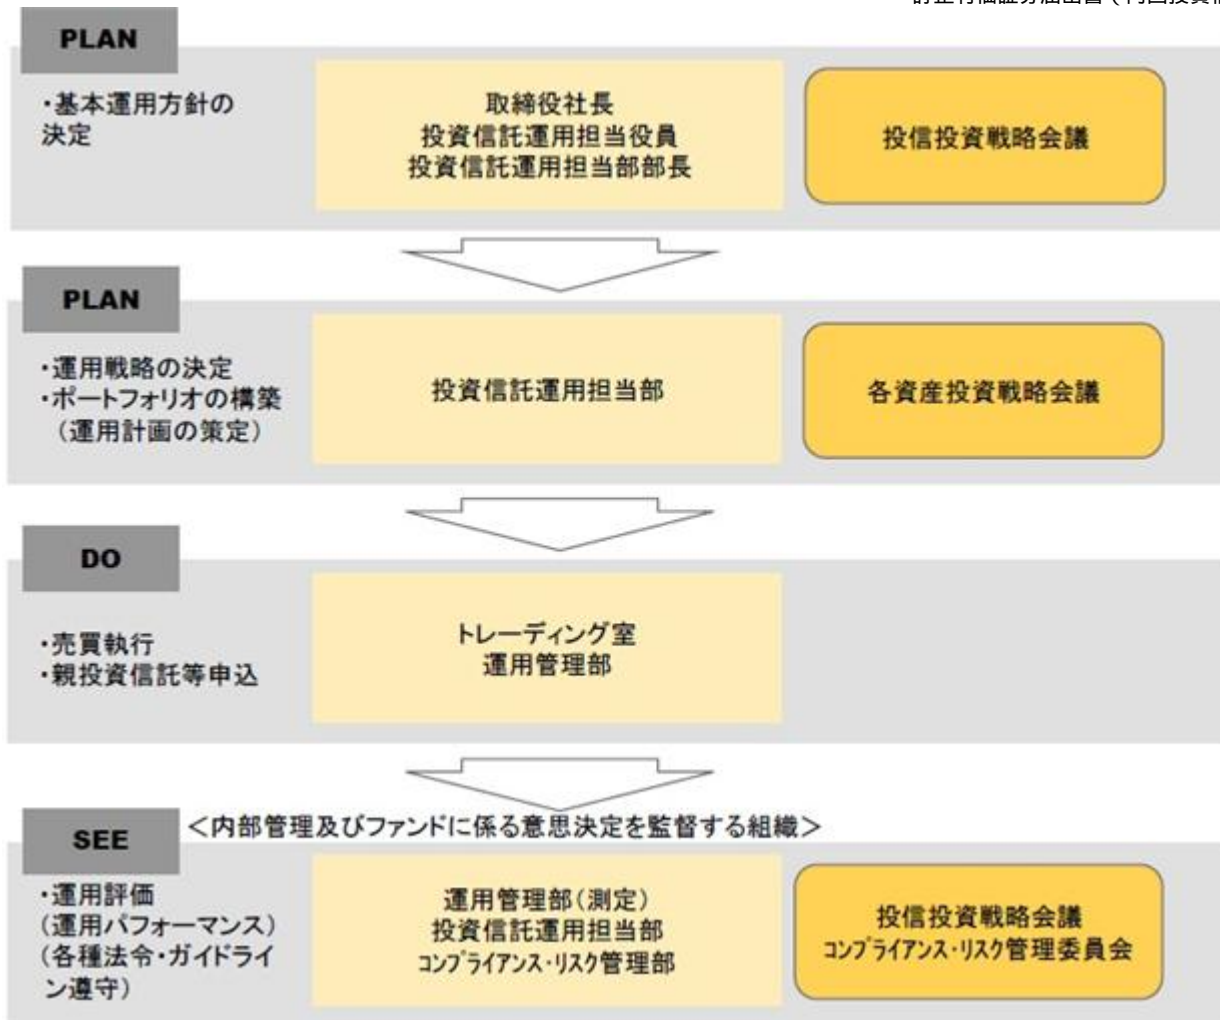 PLAN
・基本運用方針の
決定
取締役社長
投資信託運用担当役員
投資信託運用担当部部長
投信投資戦略会議
PLAN
・運用戦略の決定
・ポートフォリオの構築
（運用計画の策定）
投資信託運用担当部
各資産投資戦略会議
DO
・売買執行
・親投資信託等申込
トレーディング室
運用管理部
SEE
＜内部管理及びファンドに係る意思決定を監督する組織＞
・運用評価
（運用パフォーマンス）
（各種法令・ガイドライ
ン遵守）
運用管理部（測定）
投資信託運用担当部
ｺﾝﾌﾟﾗｲｱﾝｽ・ﾘｽｸ管理部
投信投資戦略会議
ｺﾝﾌﾟﾗｲｱﾝｽ・ﾘｽｸ管理委員会